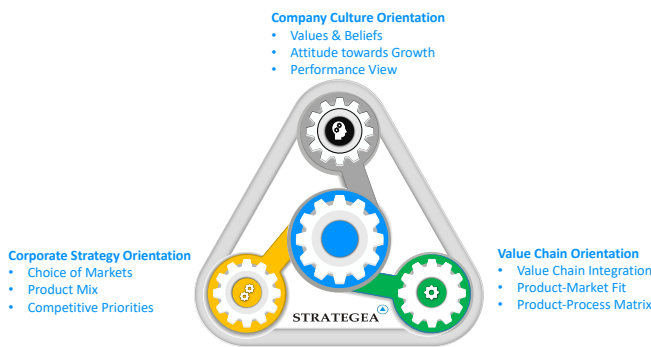 Company Culture Orientation
• Values & Beliefs
• Attitude towards Growth
• Performance View
Corporate Strategy Orientation
• Choice of Markets
• Product Mix
• Competitive Priorities
Value Chain Orientation
• Value Chain Integration
• Product-Market Fit
• Product-Process Matrix
STRATEGEA